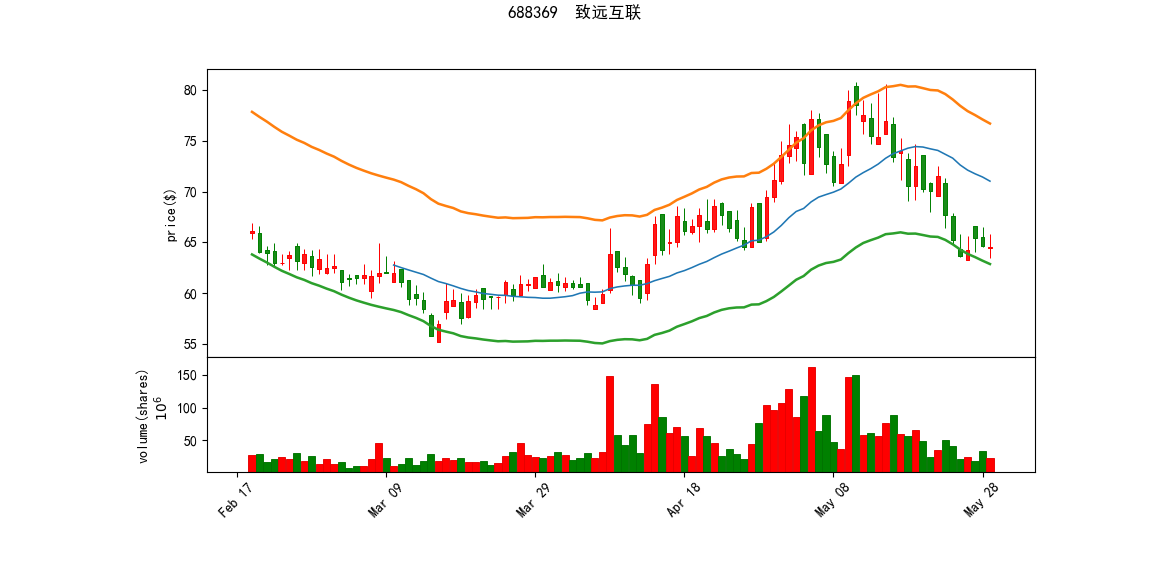 688369 致远互联
price($)
80
75
70
65
60
55
volume(shares)
10^6
150
100
50
Feb 17
Mar 09
Mar 29
Apr 18
May 08
May 28